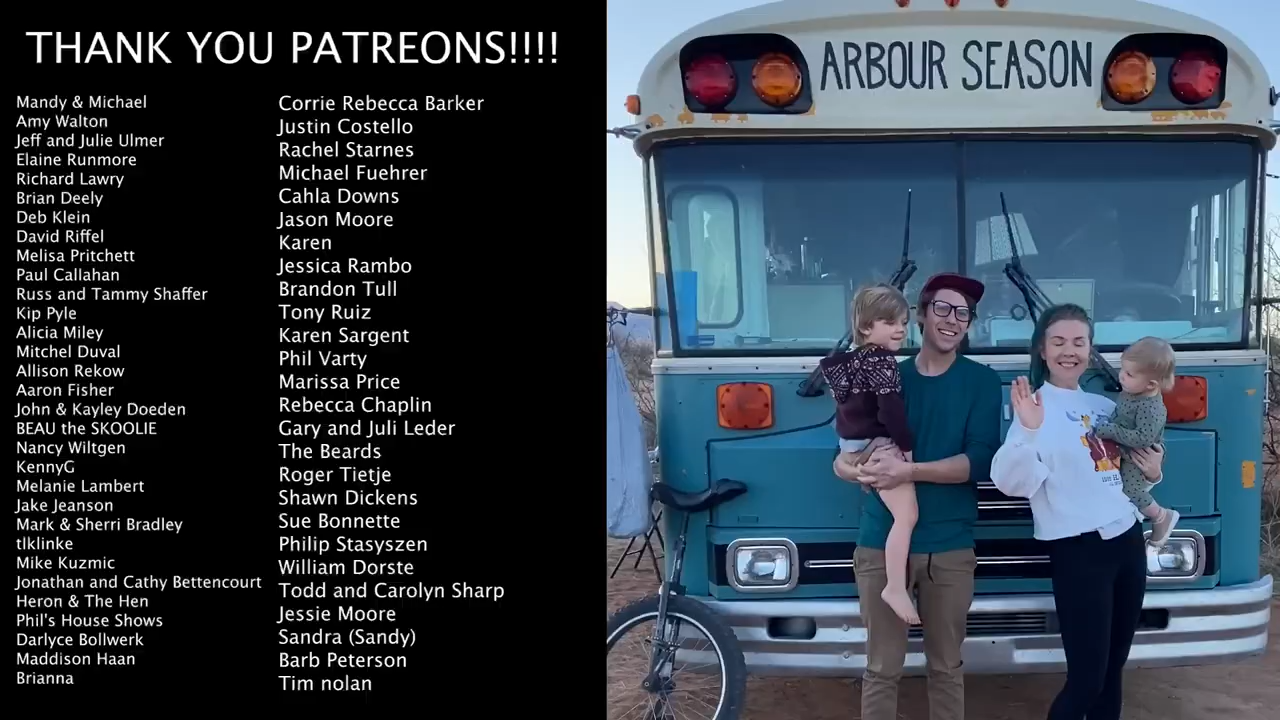 THANK YOU PATREONS!!!!
Mandy & Michael
Amy Walton
Jeff and Julie Ulmer
Elaine Runmore
Richard Lawry
Brian Deely
Deb Klein
David Riffel
Melisa Pritchett
Paul Callahan
Russ and Tammy Shaffer
Kip Pyle
Alicia Miley
Mitchel Duval
Allison Rekow
Aaron Fisher
John & Kayley Doeden
BEAU the SKOOLIE
Nancy Wiltgen
KennyG
Melanie Lambert
Jake Jeanson
Mark & Sherri Bradley
tlklinke
Mike Kuzmic
Jonathan and Cathy Bettencourt
Heron & The Hen
Phil's House Shows
Darlyce Bollwerk
Maddison Haan
Brianna
Corrie Rebecca Barker
Justin Costello
Rachel Starnes
Michael Fuehrer
Cahla Downs
Jason Moore
Karen
Jessica Rambo
Brandon Tull
Tony Ruiz
Karen Sargent
Phil Varty
Marissa Price
Rebecca Chaplin
Gary and Juli Leder
The Beards
Roger Tietje
Shawn Dickens
Sue Bonnette
Philip Stasyszen
William Dorste
Todd and Carolyn Sharp
Jessie Moore
Sandra (Sandy)
Barb Peterson
Tim nolan
ARBOUR SEASON